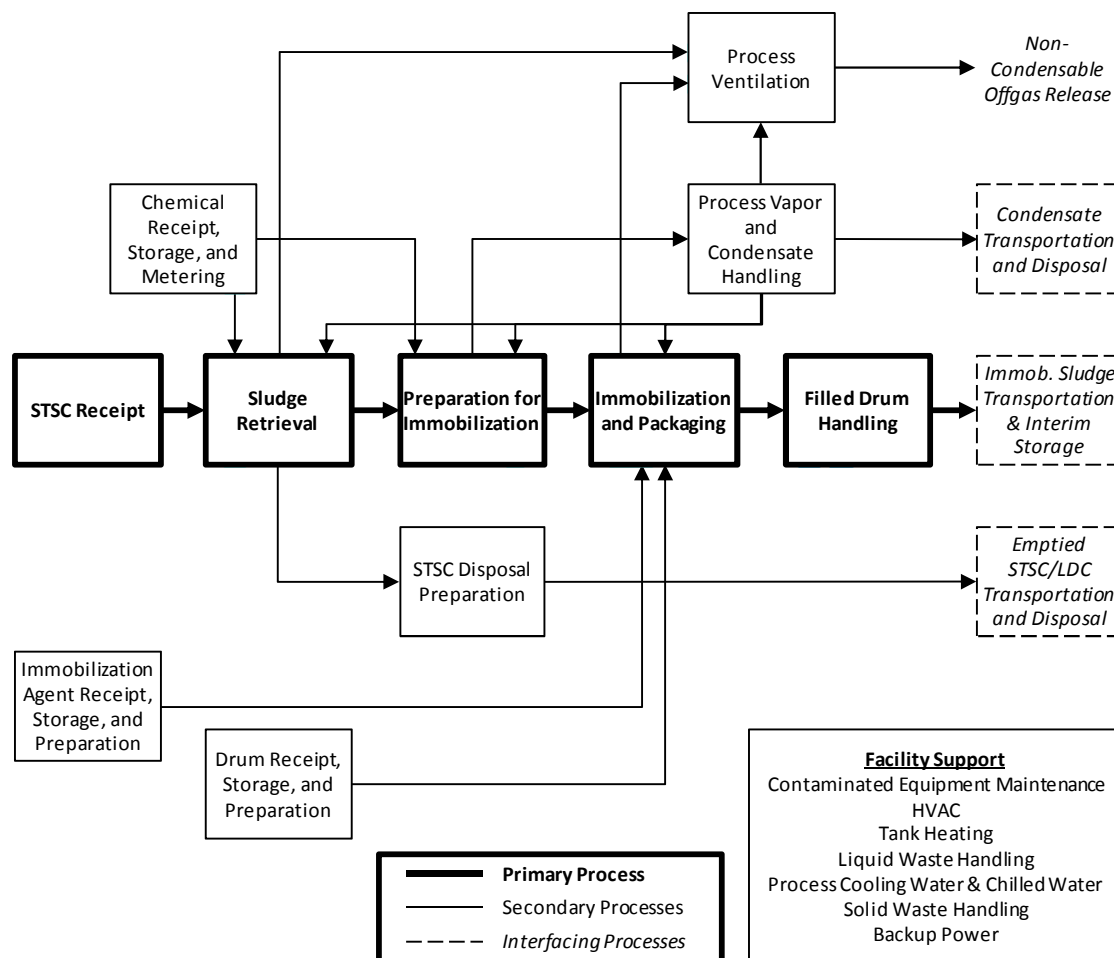 Process
Ventilation
Non-
Condensable
Offgas Release
Chemical
Receipt,
Storage, and
Metering
Process Vapor
and
Condensate
Handling
Condensate
Transportation
and Disposal
STSC Receipt
Sludge
Retrieval
Preparation for
Immobilization
Immobilization
and Packaging
Filled Drum
Handling
Immob. Sludge
Transportation
& Interim
Storage
STSC Disposal
Preparation
Emptied
STSC/LDC
Transportation
and Disposal
Immobilization
Agent Receipt,
Storage, and
Preparation
Drum Receipt,
Storage, and
Preparation
Facility Support
Contaminated Equipment Maintenance
HVAC
Tank Heating
Liquid Waste Handling
Process Cooling Water & Chilled Water
Solid Waste Handling
Backup Power
Primary Process
Secondary Processes
Interfacing Processes